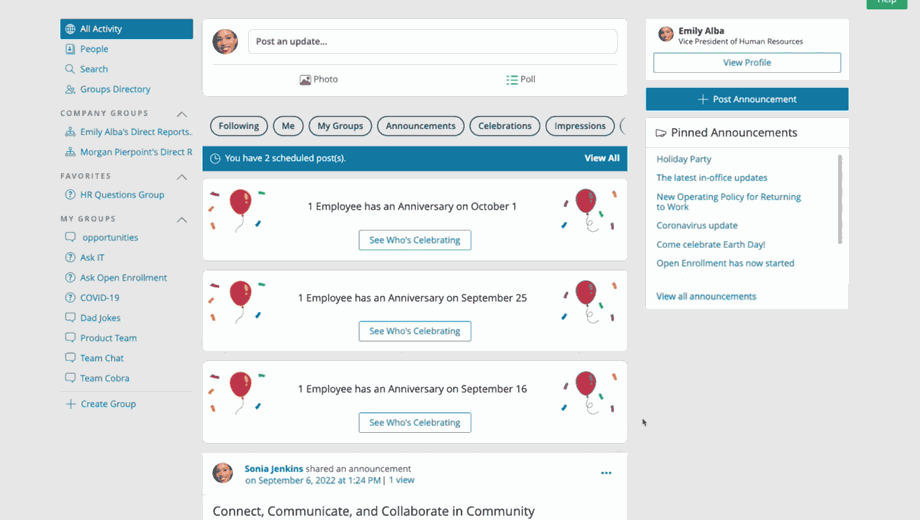 Help
All Activity
People
Search
Groups Directory
COMPANY GROUPS
Emily Alba's Direct Reports..
Morgan Pierpoint's Direct R
FAVORITES
HR Questions Group
MY GROUPS
opportunities
Ask IT
Ask Open Enrollment
COVID-19
Dad Jokes
Product Team
Team Chat
Team Cobra
Create Group
Post an update...
Photo
Poll
Following
Me
My Groups
Announcements
Celebrations
Impressions
You have 2 scheduled post(s).
View All
1 Employee has an Anniversary on October 1
See Who's Celebrating
1 Employee has an Anniversary on September 25
See Who's Celebrating
1 Employee has an Anniversary on September 16
See Who's Celebrating
Sonia Jenkins shared an announcement
on September 6, 2022 at 1:24 PM | 1 view
Connect, Communicate, and Collaborate in Community
Emily Alba
Vice President of Human Resources
View Profile
Post Announcement
Pinned Announcements
Holiday Party
The latest in-office updates
New Operating Policy for Returning
to Work
Coronavirus update
Come celebrate Earth Day!
Open Enrollment has now started
View all announcements